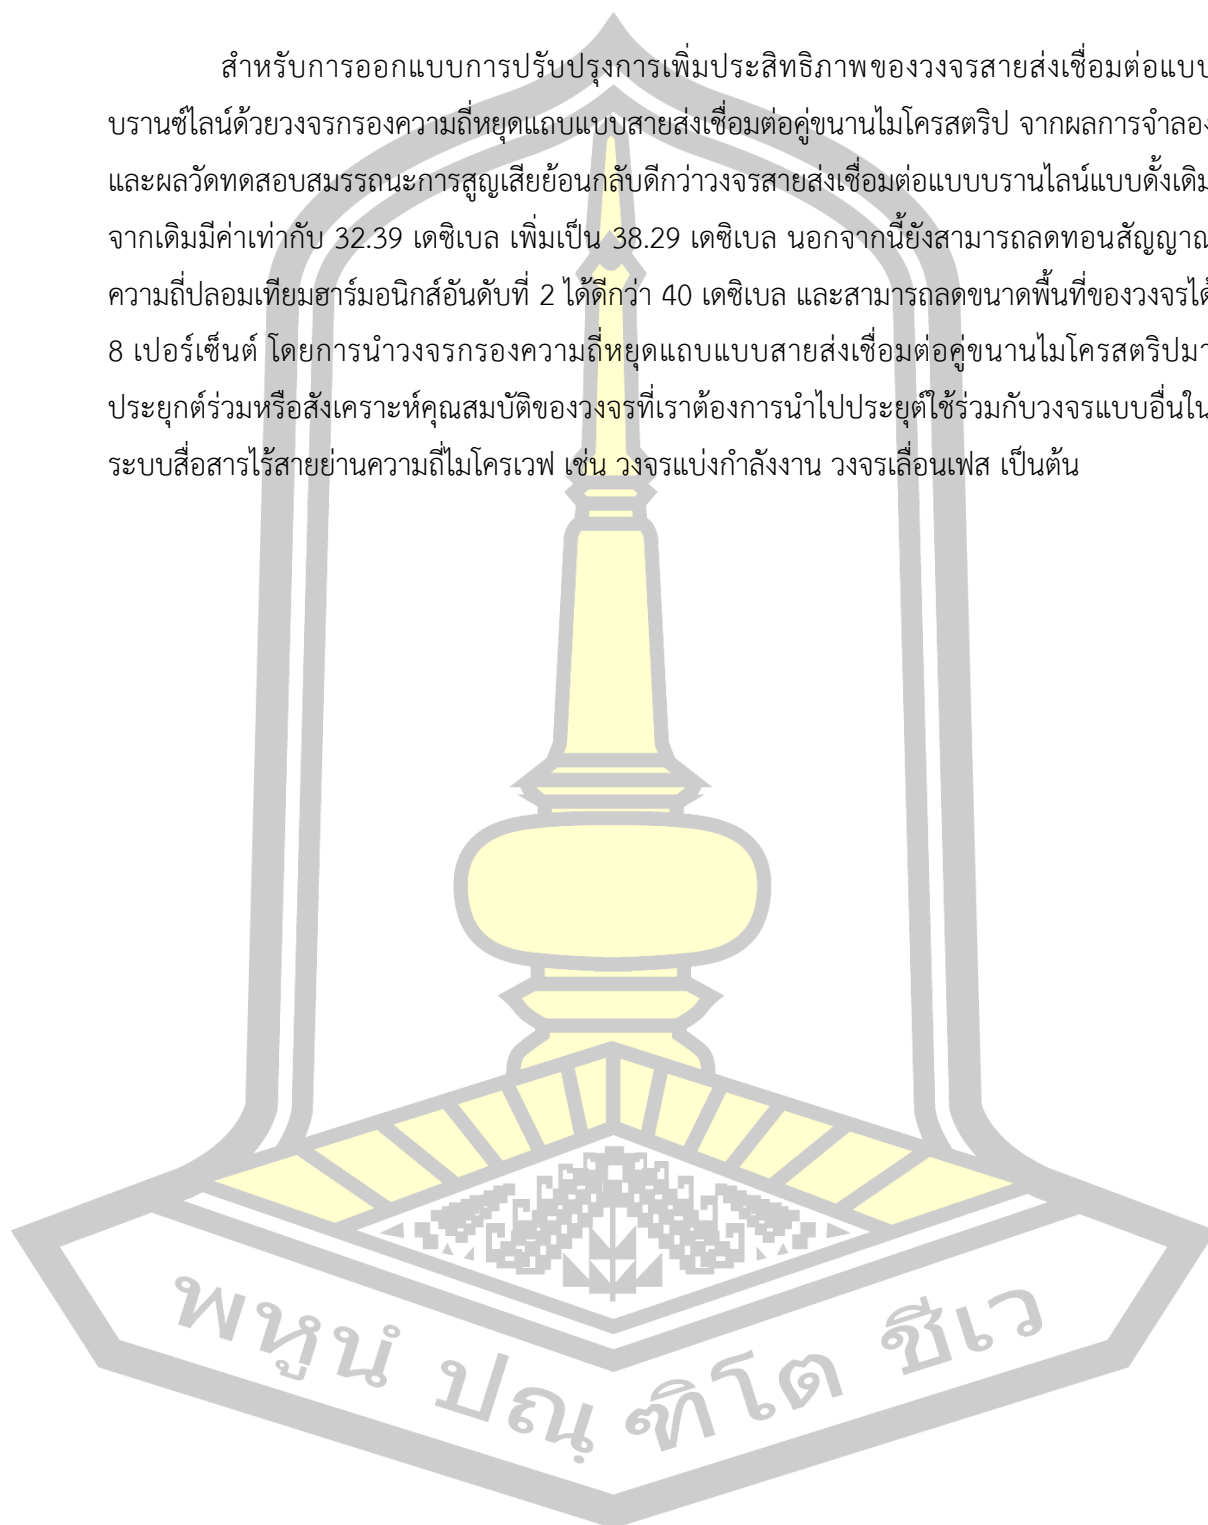 สำหรับการออกแบบการปรับปรุงการเพิ่มประสิทธิภาพของวงจรสายส่งเชื่อมต่อแบบ
บรานซ์ไลน์ด้วยวงจรกรองความถี่หยุดแถบแบบสายส่งเชื่อมต่อคู่ขนานไมโครสตริป จากผลการจำลอง
และผลวัดทดสอบสมรรถนะการสูญเสียย้อนกลับดีกว่าวงจรสายส่งเชื่อมต่อแบบบรานไลน์แบบดั้งเดิม
จากเดิมมีค่าเท่ากับ 32.39 เดซิเบล เพิ่มเป็น 38.29 เดซิเบล นอกจากนี้ยังสามารถลดทอนสัญญาณ
ความถี่ปลอมเทียมฮาร์มอนิกส์อันดับที่ 2 ได้ดีกว่า 40 เดซิเบล และสามารถลดขนาดพื้นที่ของวงจรได้
8 เปอร์เซ็นต์ โดยการนำวงจรกรองความถี่หยุดแถบแบบสายส่งเชื่อมต่อคู่ขนานไมโครสตริปมา
ประยุกต์ร่วมหรือสังเคราะห์คุณสมบัติของวงจรที่เราต้องการนำไปประยุต์ใช้ร่วมกับวงจรแบบอื่นใน
ระบบสื่อสารไร้สายย่านความถี่ไมโครเวฟ เช่น วงจรแบ่งกำลังงาน วงจรเลื่อนเฟส เป็นต้น
พหูนํ ปณฺ ฑิโต ชีเว